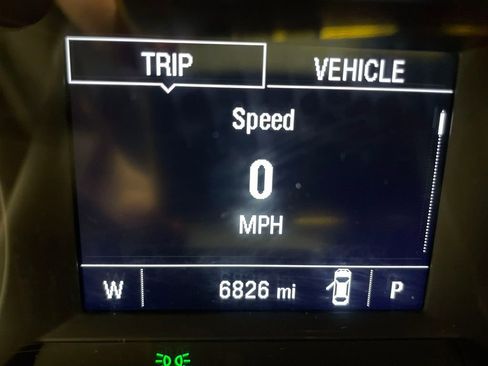 TRIP VEHICLE
Speed
0
MPH
W 6826 mi P